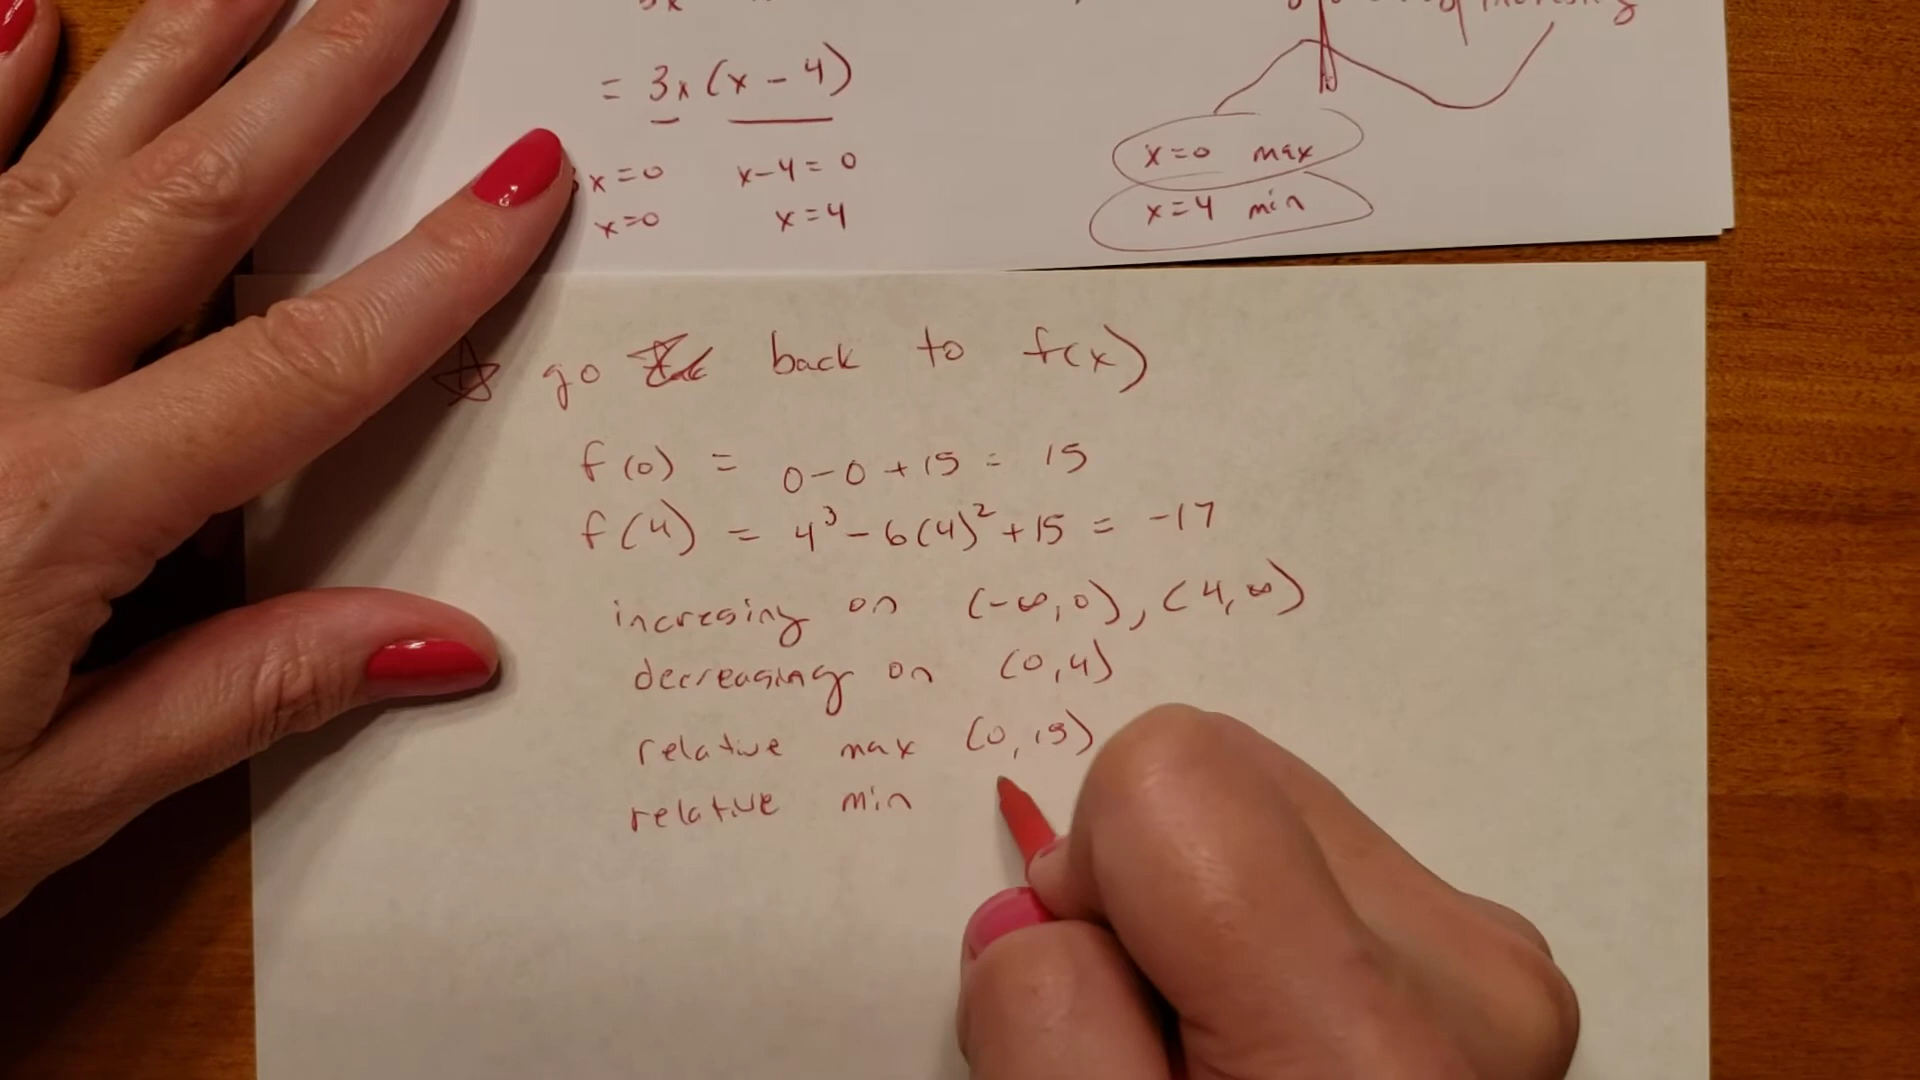 3x
= 3x (x - 4)
x = 0 x - 4 = 0
x = 0 x = 4
x = 0 max
x = 4 min
go back to f(x)
f(0) = 0 - 0 + 15 = 15
f(4) = 4³ - 6(4)² + 15 = -17
incresing on (-∞, 0), (4, ∞)
decreasing on (0, 4)
relative max (0, 15)
relative min